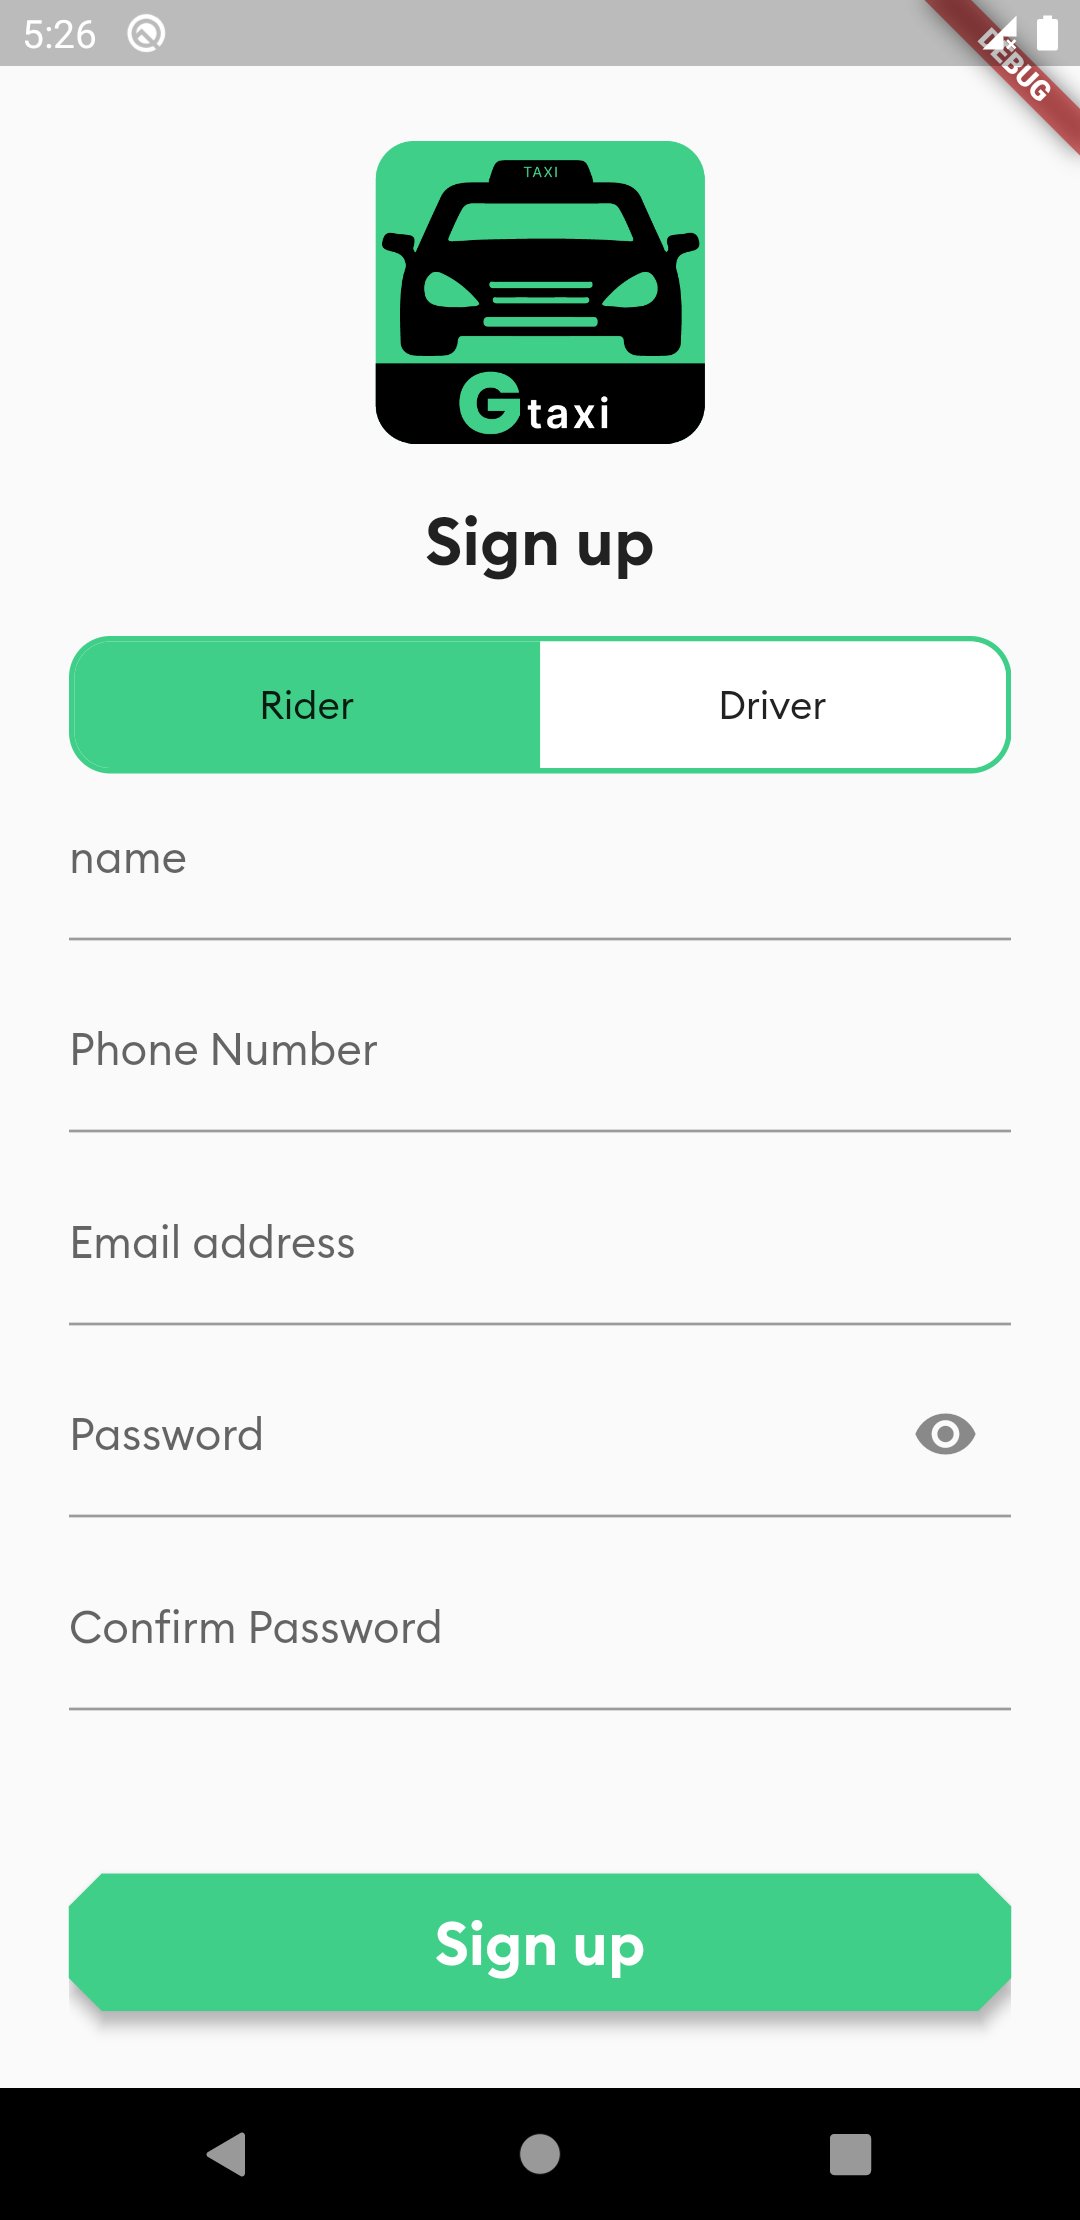 5:26
DEBUG
TAXI
Gtaxi
Sign up
Rider
Driver
name
Phone Number
Email address
Password
Confirm Password
Sign up